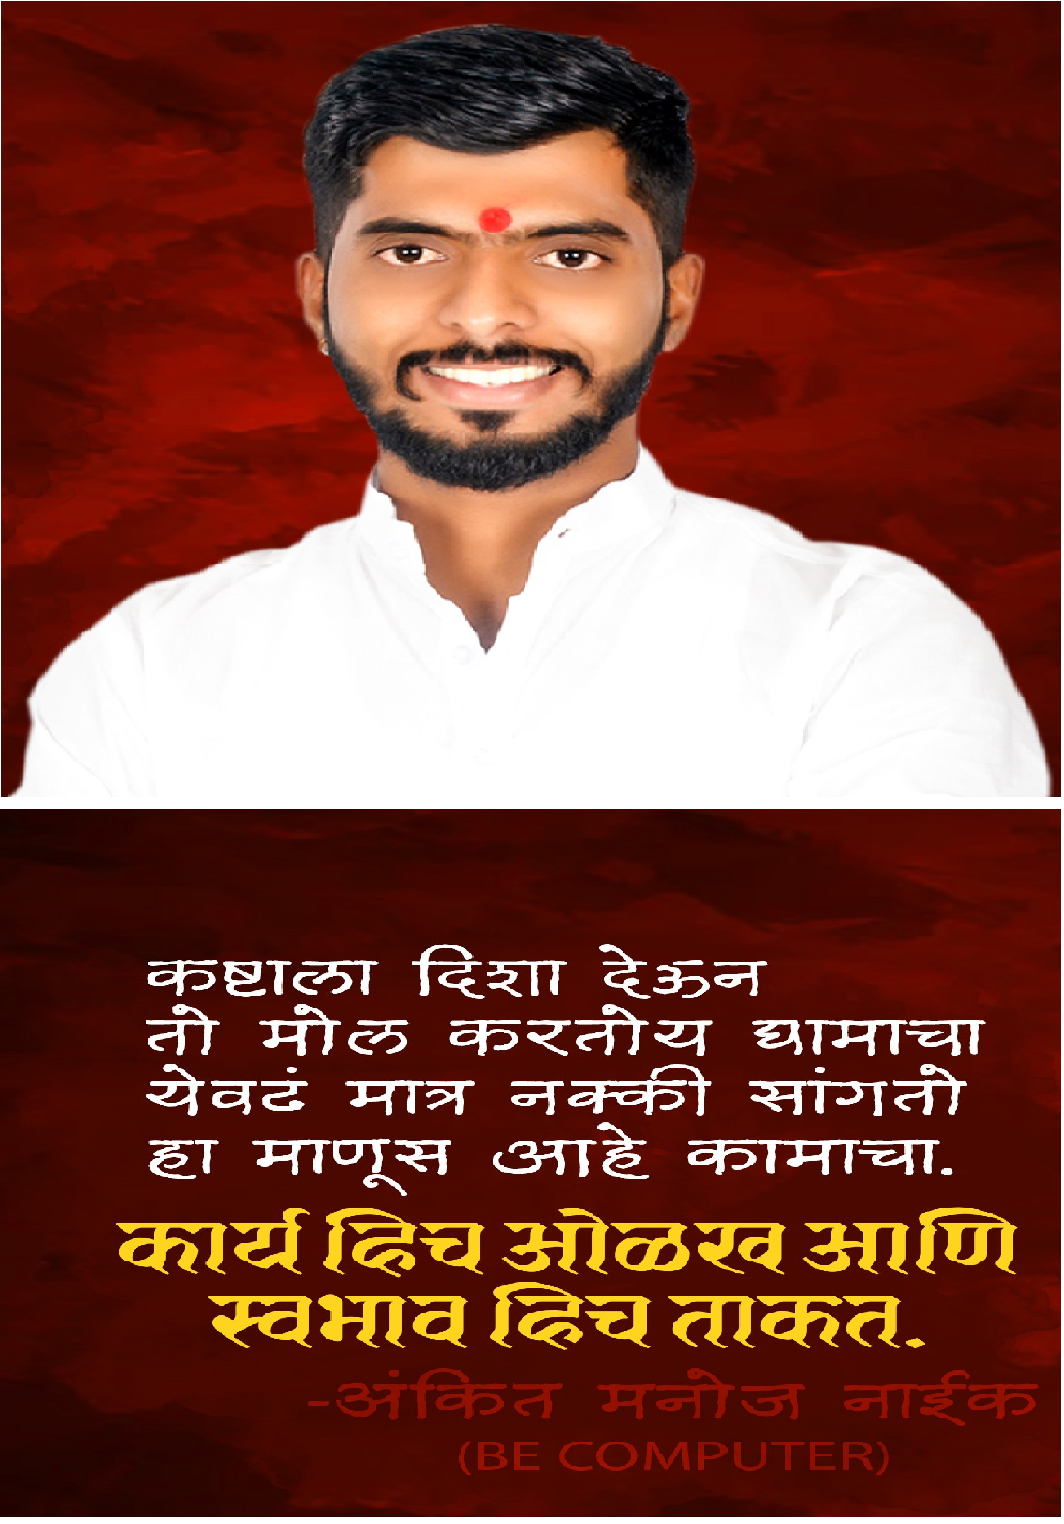 कष्टाला दिशा देऊन
तो मोल करतोय घामाचा
येवढं मात्र नक्की सांगतो
हा माणूस आहे कामाचा.
कार्य हिच ओळख आणि
स्वभाव हिच ताकत.
-अंकित मनोज नाईक
(BE COMPUTER)